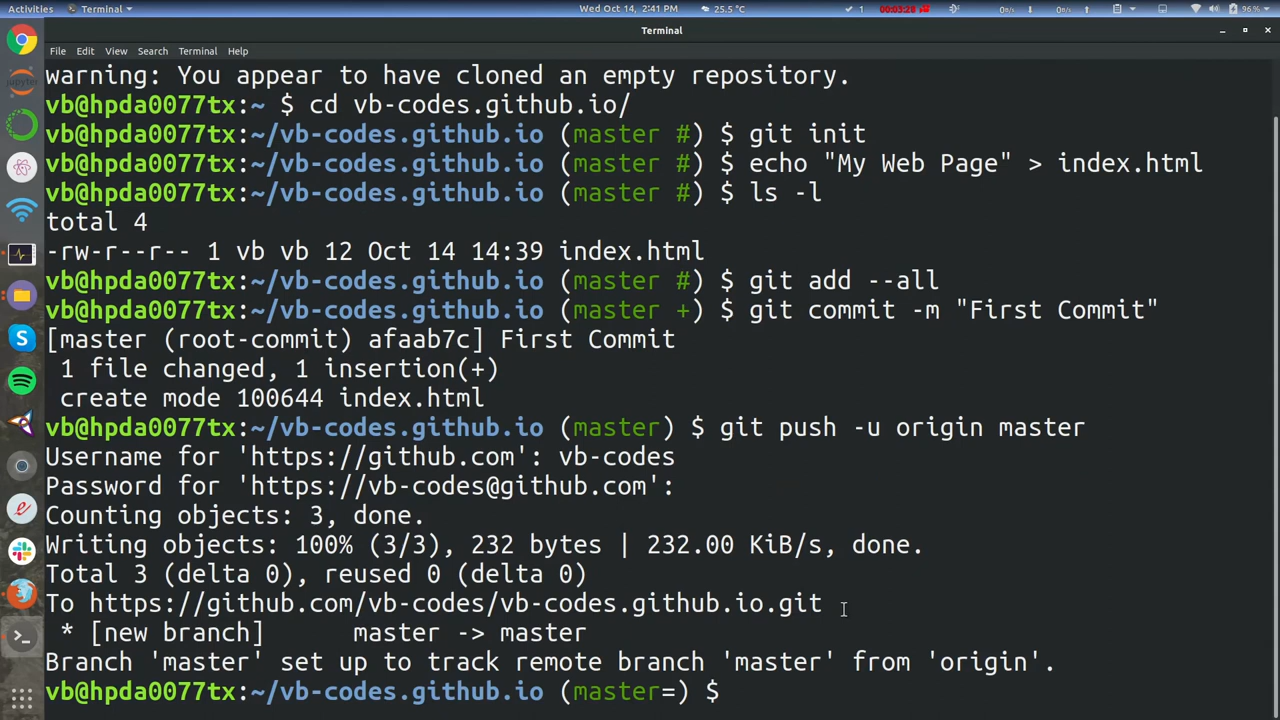 Activities
Terminal
Wed Oct 14, 2:41 PM
25.5 °C
1
00:03:28
96%
Terminal
File Edit View Search Terminal Help
warning: You appear to have cloned an empty repository.
vb@hpda0077tx:~ $ cd vb-codes.github.io/
vb@hpda0077tx:~/vb-codes.github.io (master #) $ git init
vb@hpda0077tx:~/vb-codes.github.io (master #) $ echo "My Web Page" > index.html
vb@hpda0077tx:~/vb-codes.github.io (master #) $ ls -l
total 4
-rw-r--r-- 1 vb vb 12 Oct 14 14:39 index.html
vb@hpda0077tx:~/vb-codes.github.io (master #) $ git add --all
vb@hpda0077tx:~/vb-codes.github.io (master +) $ git commit -m "First Commit"
[master (root-commit) afaab7c] First Commit
 1 file changed, 1 insertion(+)
 create mode 100644 index.html
vb@hpda0077tx:~/vb-codes.github.io (master) $ git push -u origin master
Username for 'https://github.com': vb-codes
Password for 'https://vb-codes@github.com':
Counting objects: 3, done.
Writing objects: 100% (3/3), 232 bytes | 232.00 KiB/s, done.
Total 3 (delta 0), reused 0 (delta 0)
To https://github.com/vb-codes/vb-codes.github.io.git
 * [new branch]      master -> master
Branch 'master' set up to track remote branch 'master' from 'origin'.
vb@hpda0077tx:~/vb-codes.github.io (master=) $